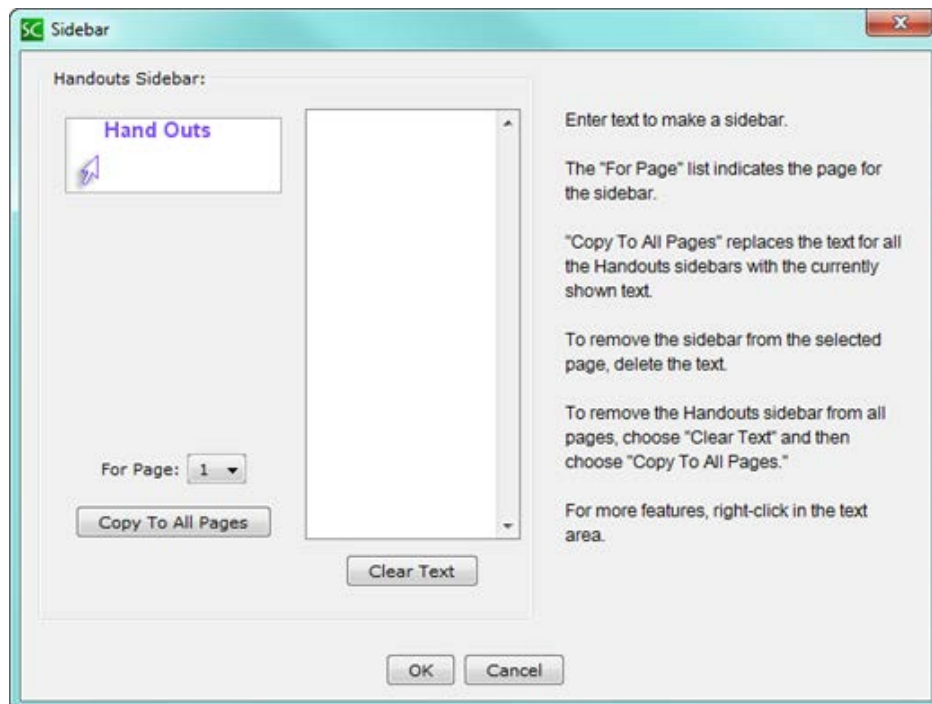 SC Sidebar
Handouts Sidebar:
Hand Outs
Enter text to make a sidebar.
The "For Page" list indicates the page for
the sidebar.
"Copy To All Pages" replaces the text for all
the Handouts sidebars with the currently
shown text.
To remove the sidebar from the selected
page, delete the text.
To remove the Handouts sidebar from all
pages, choose "Clear Text" and then
choose "Copy To All Pages."
For more features, right-click in the text
area.
For Page: 1
Copy To All Pages
Clear Text
OK Cancel